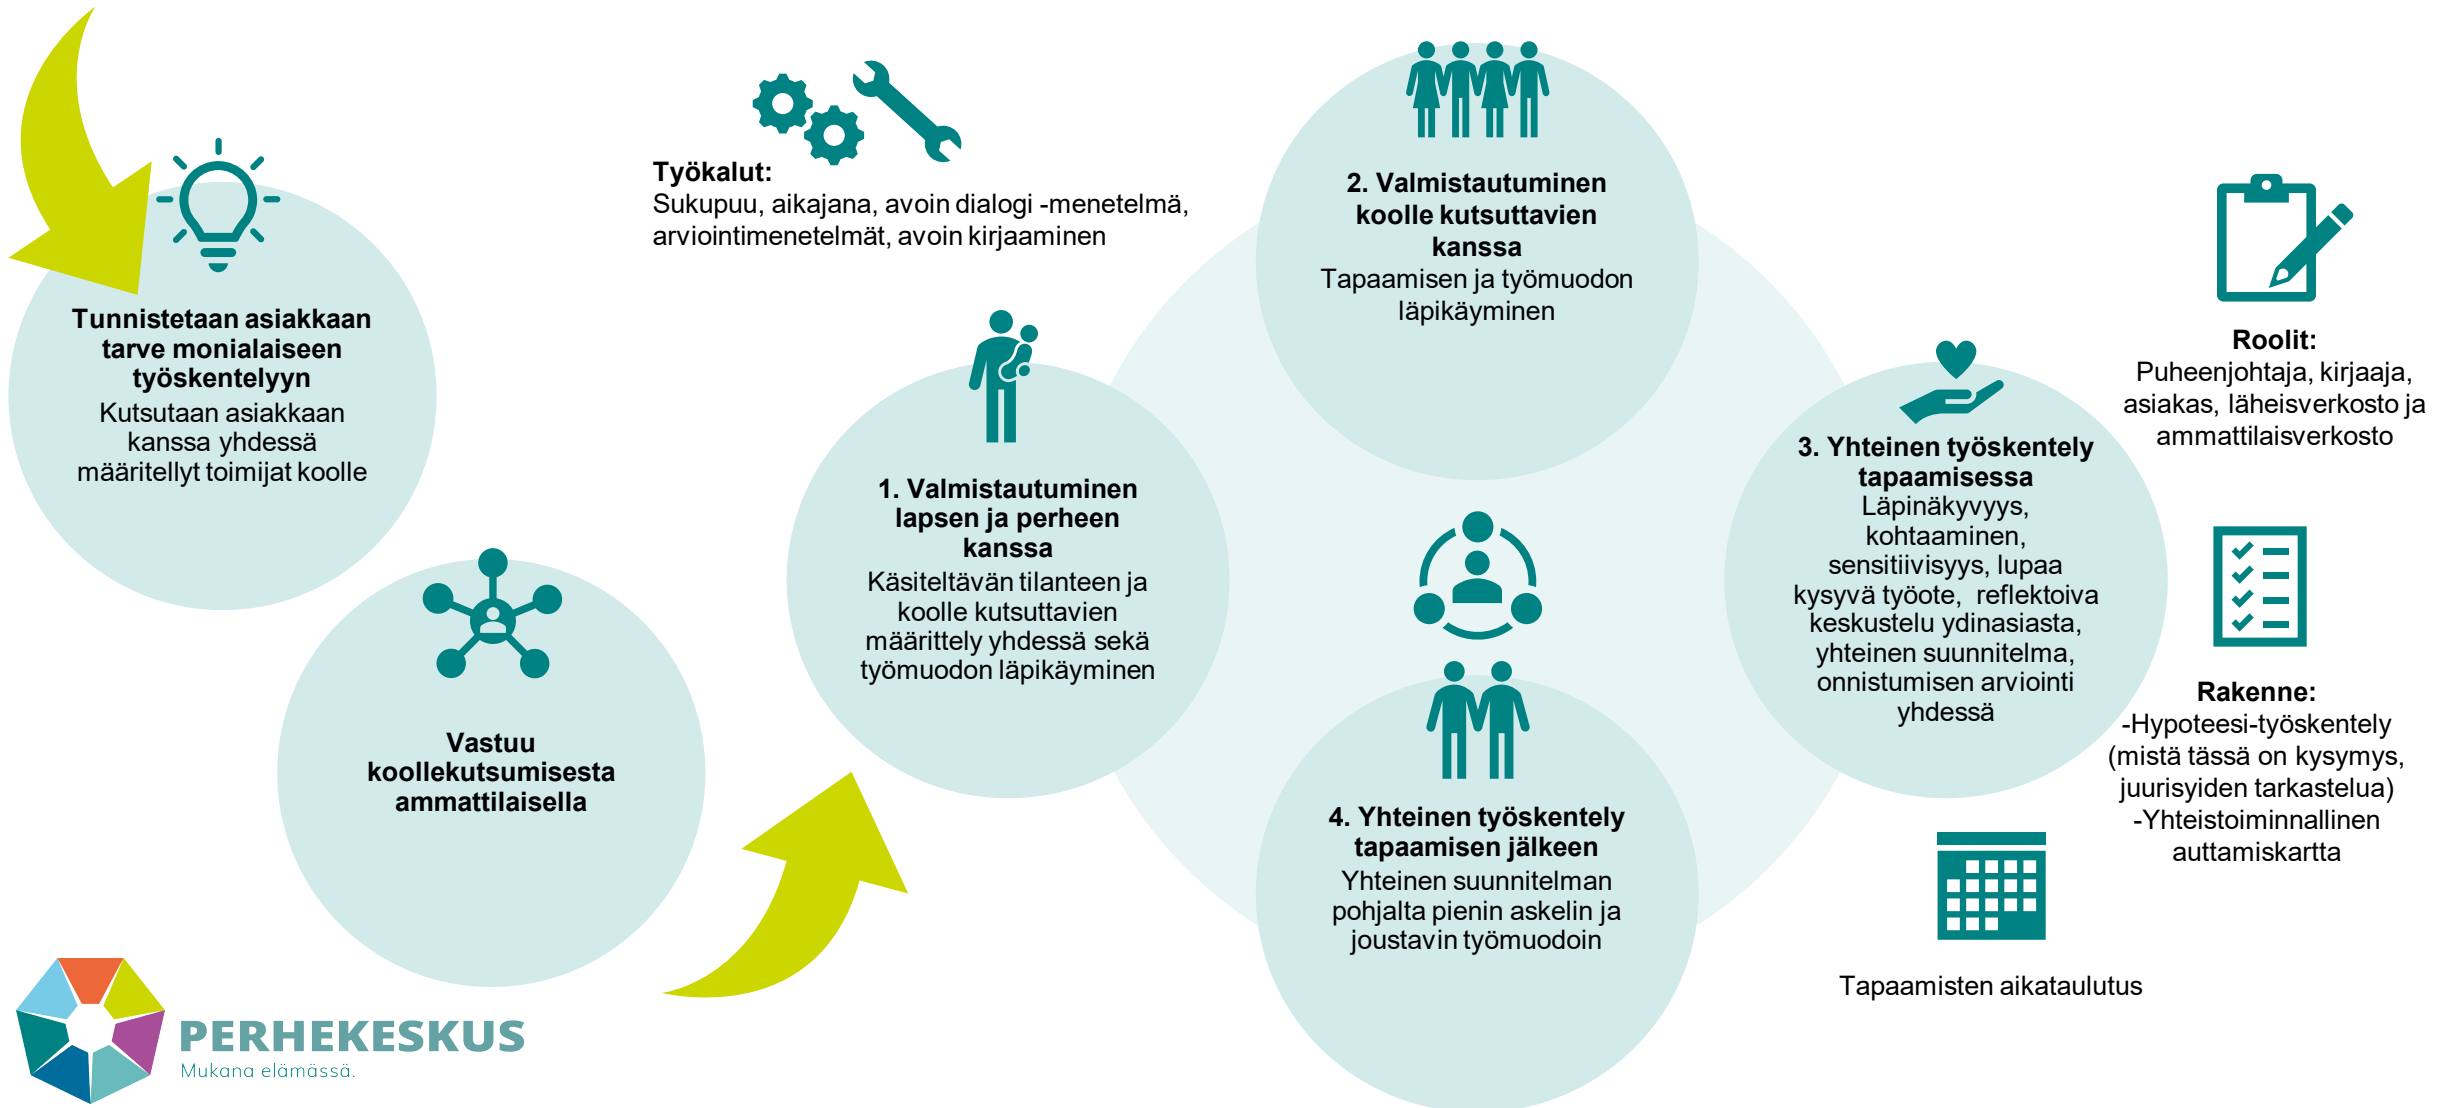 Tunnistetaan asiakkaan
tarve monialaiseen
työskentelyyn
Kutsutaan asiakkaan
kanssa yhdessä
määritellyt toimijat koolle
Vastuu
koollekutsumisesta
ammattilaisella
Työkalut:
Sukupuu, aikajana, avoin dialogi -menetelmä,
arviointimenetelmät, avoin kirjaaminen
1. Valmistautuminen
lapsen ja perheen
kanssa
Käsiteltävän tilanteen ja
koolle kutsuttavien
määrittely yhdessä sekä
työmuodon läpikäyminen
2. Valmistautuminen
koolle kutsuttavien
kanssa
Tapaamisen ja työmuodon
läpikäyminen
3. Yhteinen työskentely
tapaamisessa
Läpinäkyvyys,
kohtaaminen,
sensitiivisyys, lupaa
kysyvä työote, reflektoiva
keskustelu ydinasiasta,
yhteinen suunnitelma,
onnistumisen arviointi
yhdessä
4. Yhteinen työskentely
tapaamisen jälkeen
Yhteinen suunnitelman
pohjalta pienin askelin ja
joustavin työmuodoin
Roolit:
Puheenjohtaja, kirjaaja,
asiakas, läheisverkosto ja
ammattilaisverkosto
Rakenne:
-Hypoteesi-työskentely
(mistä tässä on kysymys,
juurisyiden tarkastelua)
-Yhteistoiminnallinen
auttamiskartta
Tapaamisten aikataulutus
PERHEKESKUS
Mukana elämässä.